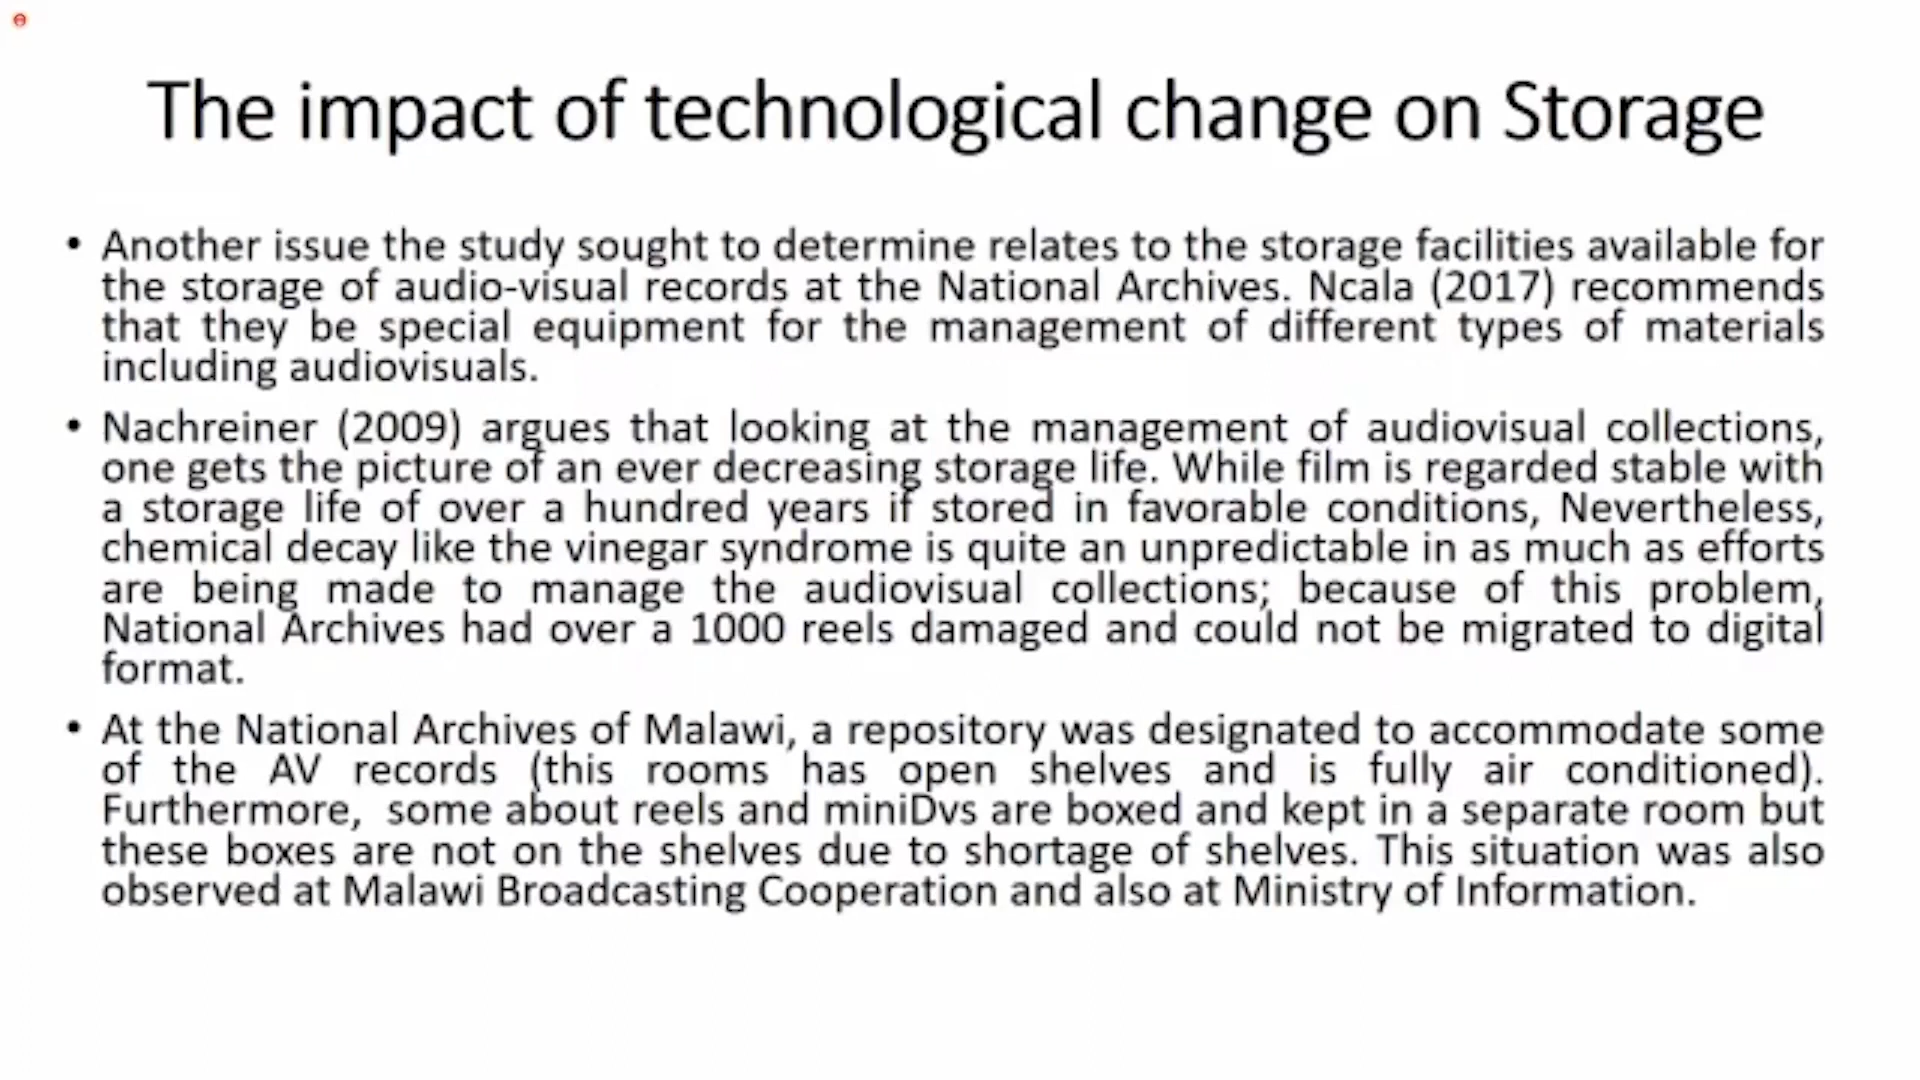 The impact of technological change on Storage
• Another issue the study sought to determine relates to the storage facilities available for
the storage of audio-visual records at the National Archives. Ncala (2017) recommends
that they be special equipment for the management of different types of materials
including audiovisuals.
• Nachreiner (2009) argues that looking at the management of audiovisual collections,
one gets the picture of an ever decreasing storage life. While film is regarded stable with
a storage life of over a hundred years if stored in favorable conditions, Nevertheless,
chemical decay like the vinegar syndrome is quite an unpredictable in as much as efforts
are being made to manage the audiovisual collections; because of this problem,
National Archives had over a 1000 reels damaged and could not be migrated to digital
format.
• At the National Archives of Malawi, a repository was designated to accommodate some
of the AV records (this rooms has open shelves and is fully air conditioned).
Furthermore, some about reels and miniDvs are boxed and kept in a separate room but
these boxes are not on the shelves due to shortage of shelves. This situation was also
observed at Malawi Broadcasting Cooperation and also at Ministry of Information.